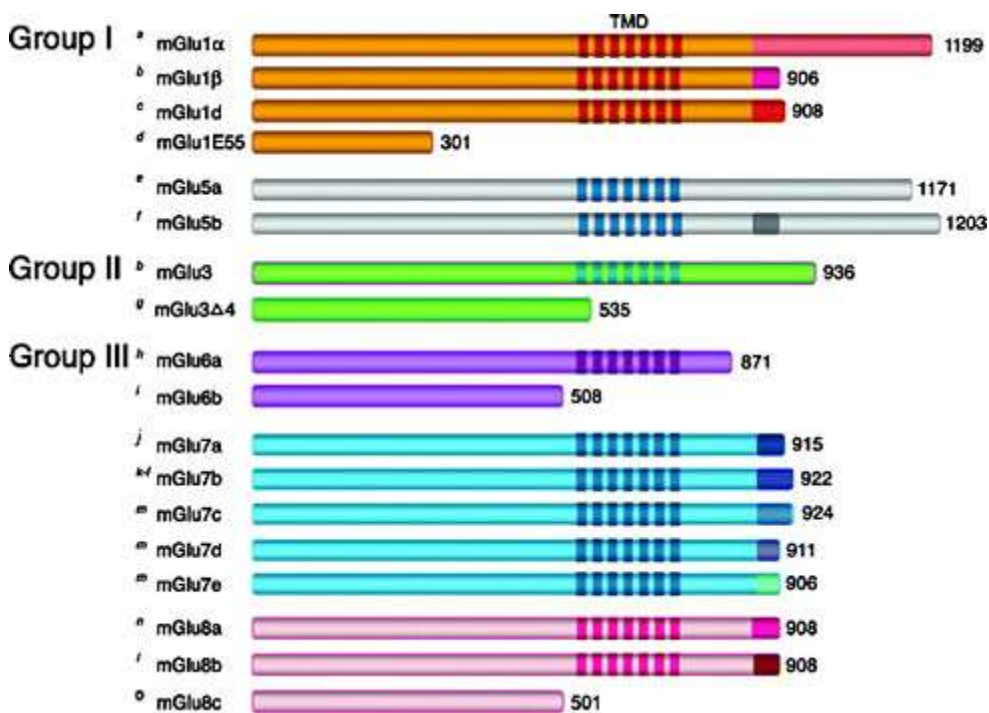 TMD
Group I a mGlu1α 1199
b mGlu1β 906
c mGlu1d 908
d mGlu1E55 301
e mGlu5a 1171
f mGlu5b 1203
Group II b mGlu3 936
g mGlu3Δ4 535
Group III h mGlu6a 871
i mGlu6b 508
j mGlu7a 915
k-l mGlu7b 922
m mGlu7c 924
m mGlu7d 911
m mGlu7e 906
n mGlu8a 908
mGlu8b 908
o mGlu8c 501